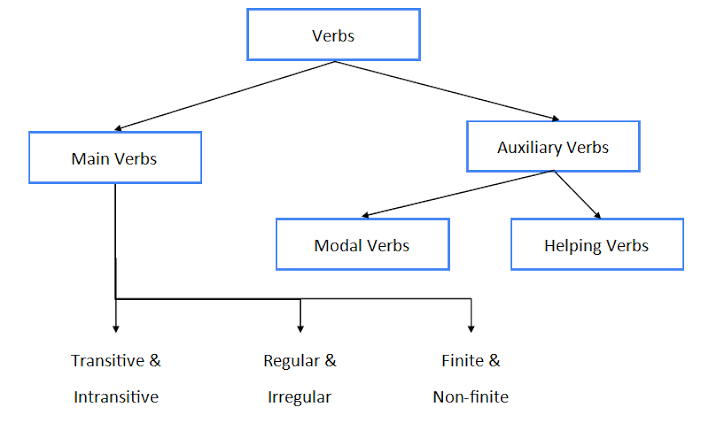 Verbs
Main Verbs
Auxiliary Verbs
Modal Verbs
Helping Verbs
Transitive &
Intransitive
Regular &
Irregular
Finite &
Non-finite